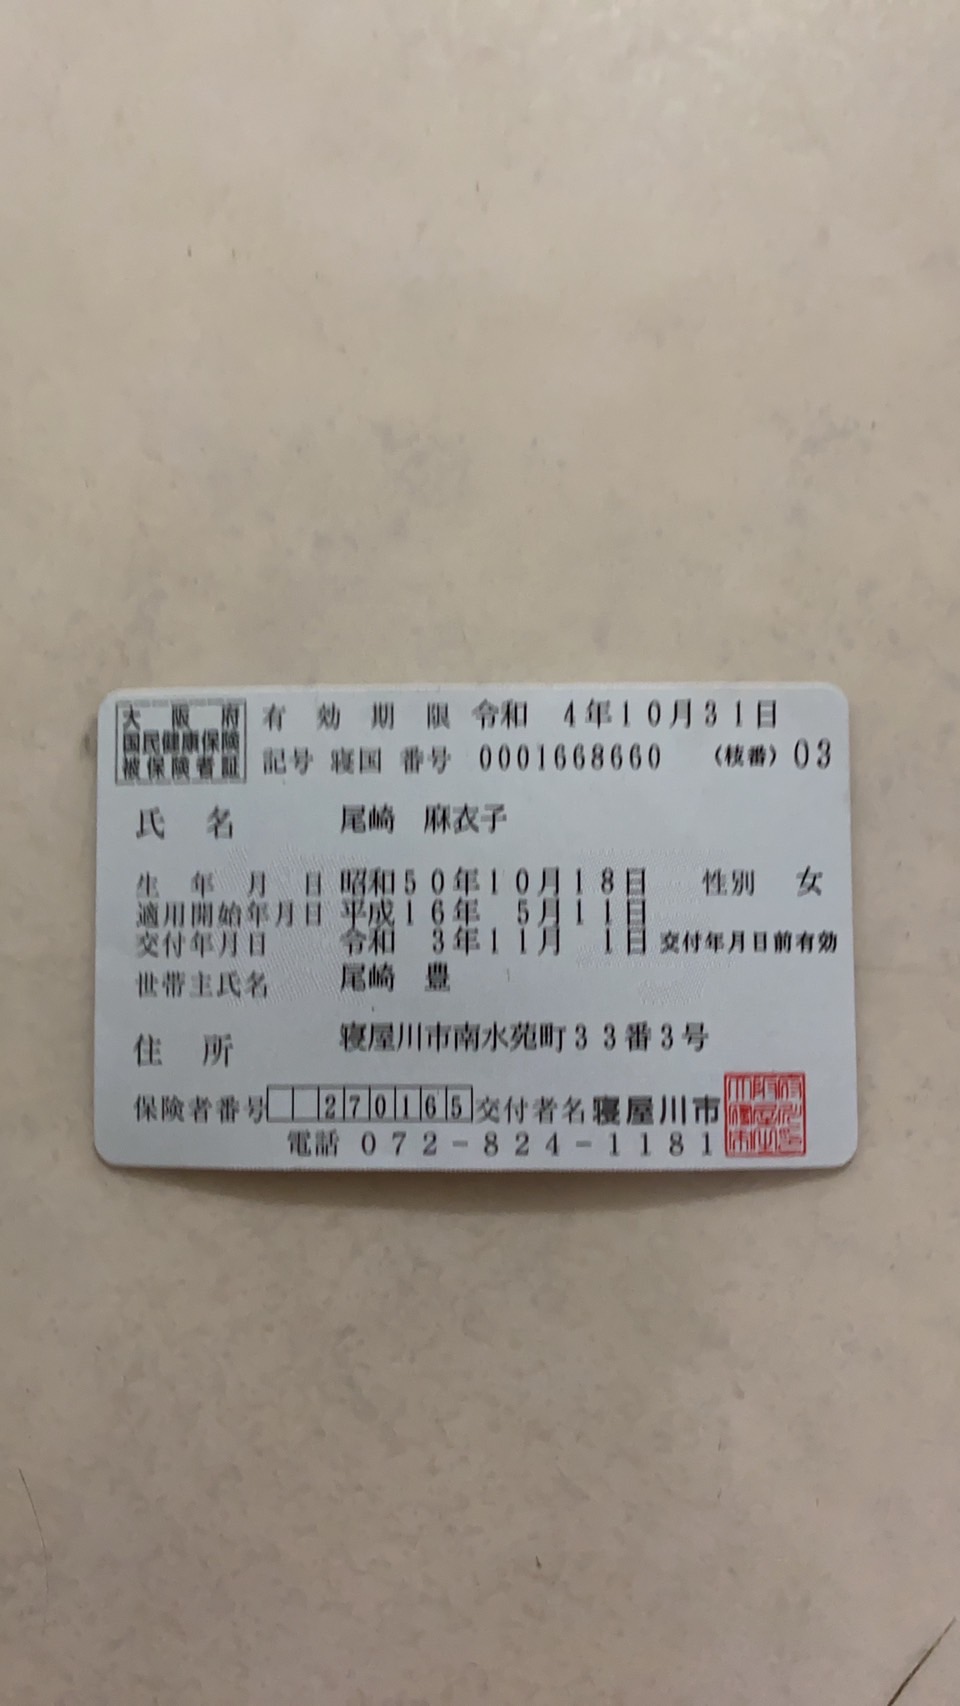 大阪府
国民健康保険
被保険者証
有効期限 令和 4年10月31日
記号 寝国 番号 0001668660 (枝番) 03
氏名 尾崎 麻衣子
生年月日 昭和50年10月18日 性別 女
適用開始年月日 平成16年 5月11日
交付年月日 令和 3年11月 1日 交付年月日前有効
世帯主氏名 尾崎 豊
住所 寝屋川市南水苑町33番3号
保険者番号 270165 交付者名 寝屋川市
電話 072-824-1181